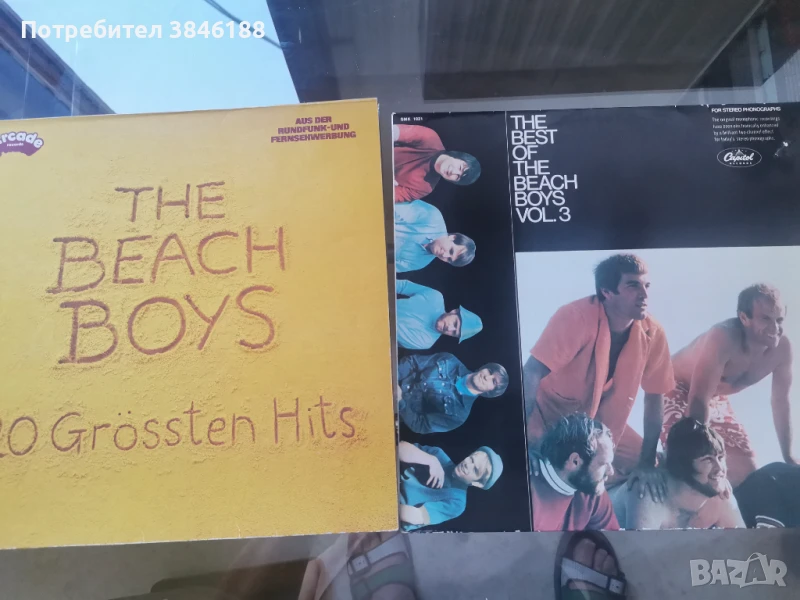 Потребител 3846188
Arcade
AUS DER
RUNDFUNK-UND
FERNSEHWERBUNG
THE
BEACH
BOYS
20 Grössten Hits
THE
BEST
OF
THE
BEACH
BOYS
VOL. 3
FOR STEREO PHONOGRAPHS
Capitol
BAZAR